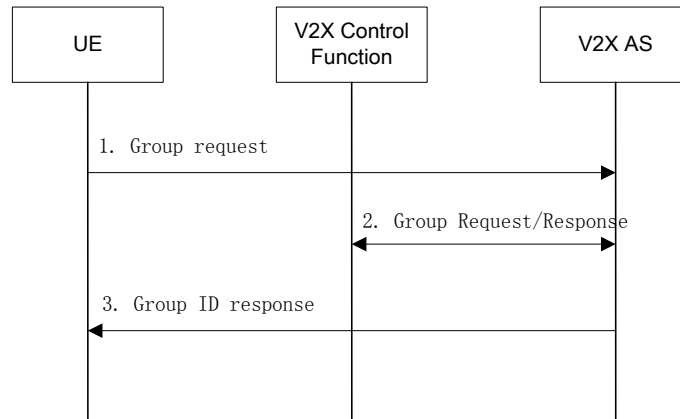 UE
V2X Control
Function
V2X AS
1. Group request
2. Group Request/Response
3. Group ID response